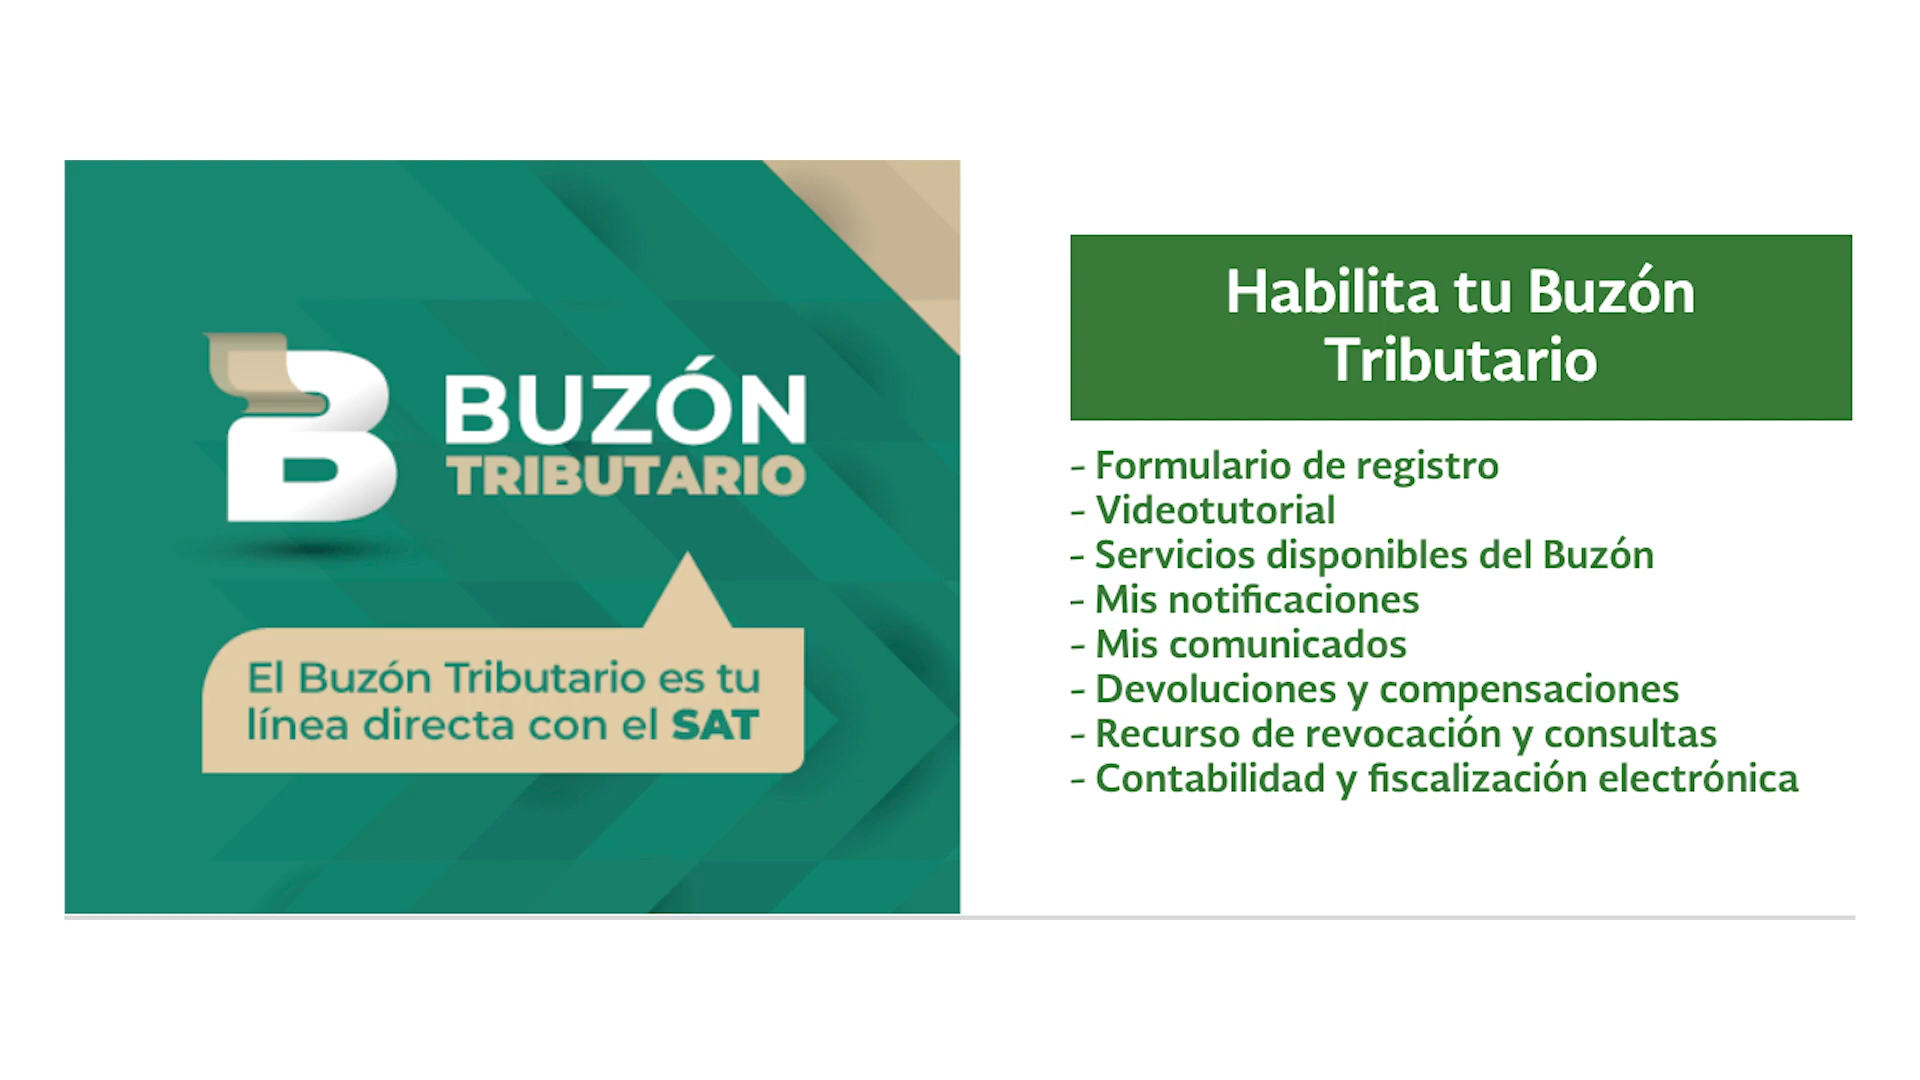 BUZÓN
TRIBUTARIO
El Buzón Tributario es tu
línea directa con el SAT
Habilita tu Buzón
Tributario
- Formulario de registro
- Videotutorial
- Servicios disponibles del Buzón
- Mis notificaciones
- Mis comunicados
- Devoluciones y compensaciones
- Recurso de revocación y consultas
- Contabilidad y fiscalización electrónica